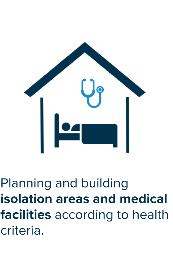 Planning and building
isolation areas and medical
facilities according to health
criteria.